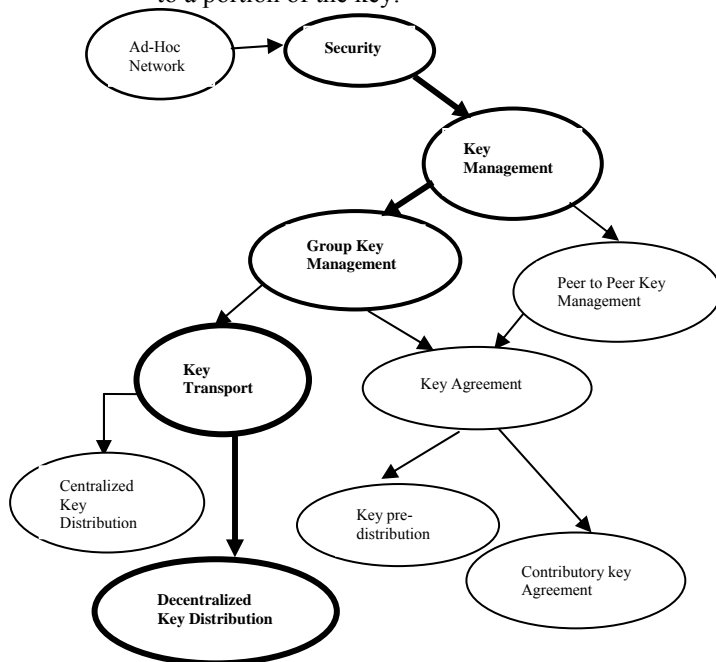 to a portion of the key.
Ad-Hoc
Network
Security
Key
Management
Group Key
Management
Peer to Peer Key
Management
Key
Transport
Key Agreement
Centralized
Key
Distribution
Key pre-
distribution
Contributory key
Agreement
Decentralized
Key Distribution